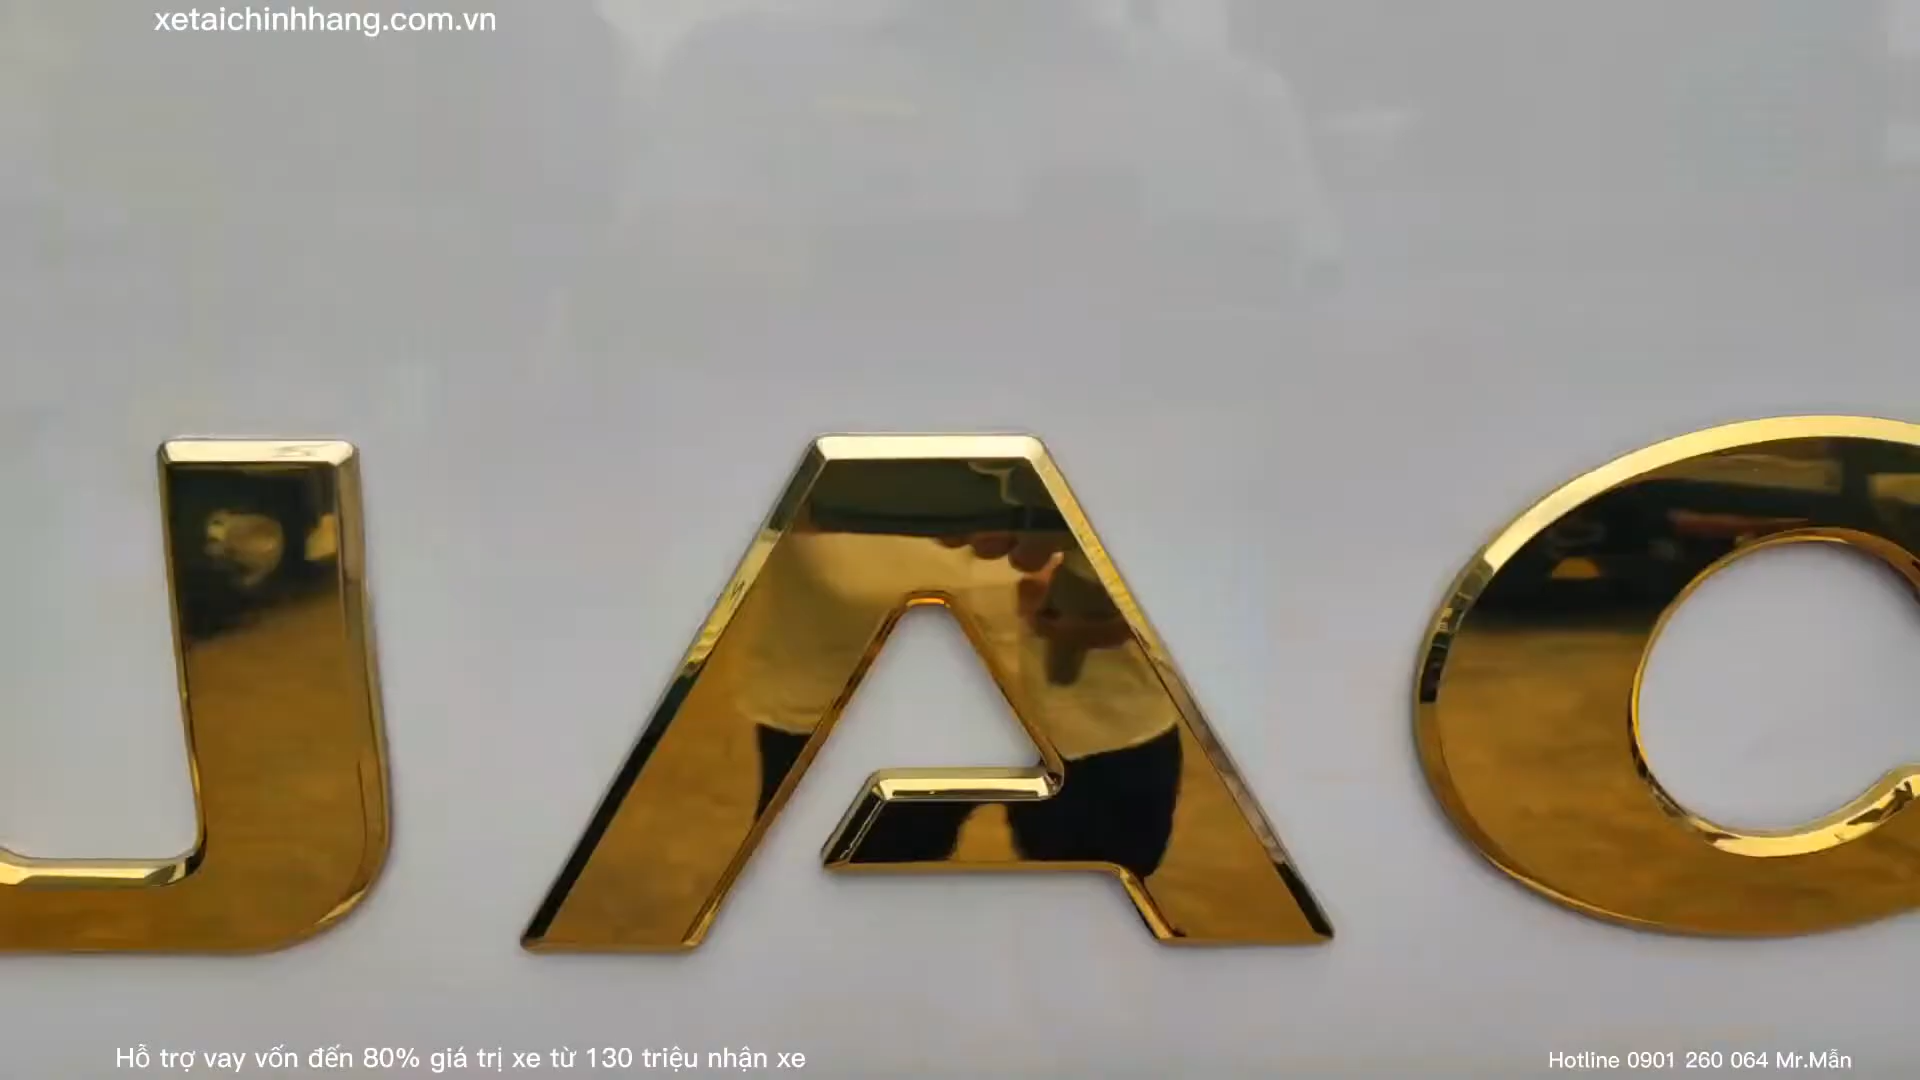 xetaichinhhang.com.vn
JAC
Hỗ trợ vay vốn đến 80% giá trị xe từ 130 triệu nhận xe
Hotline 0901 260 064 Mr.Mẫn